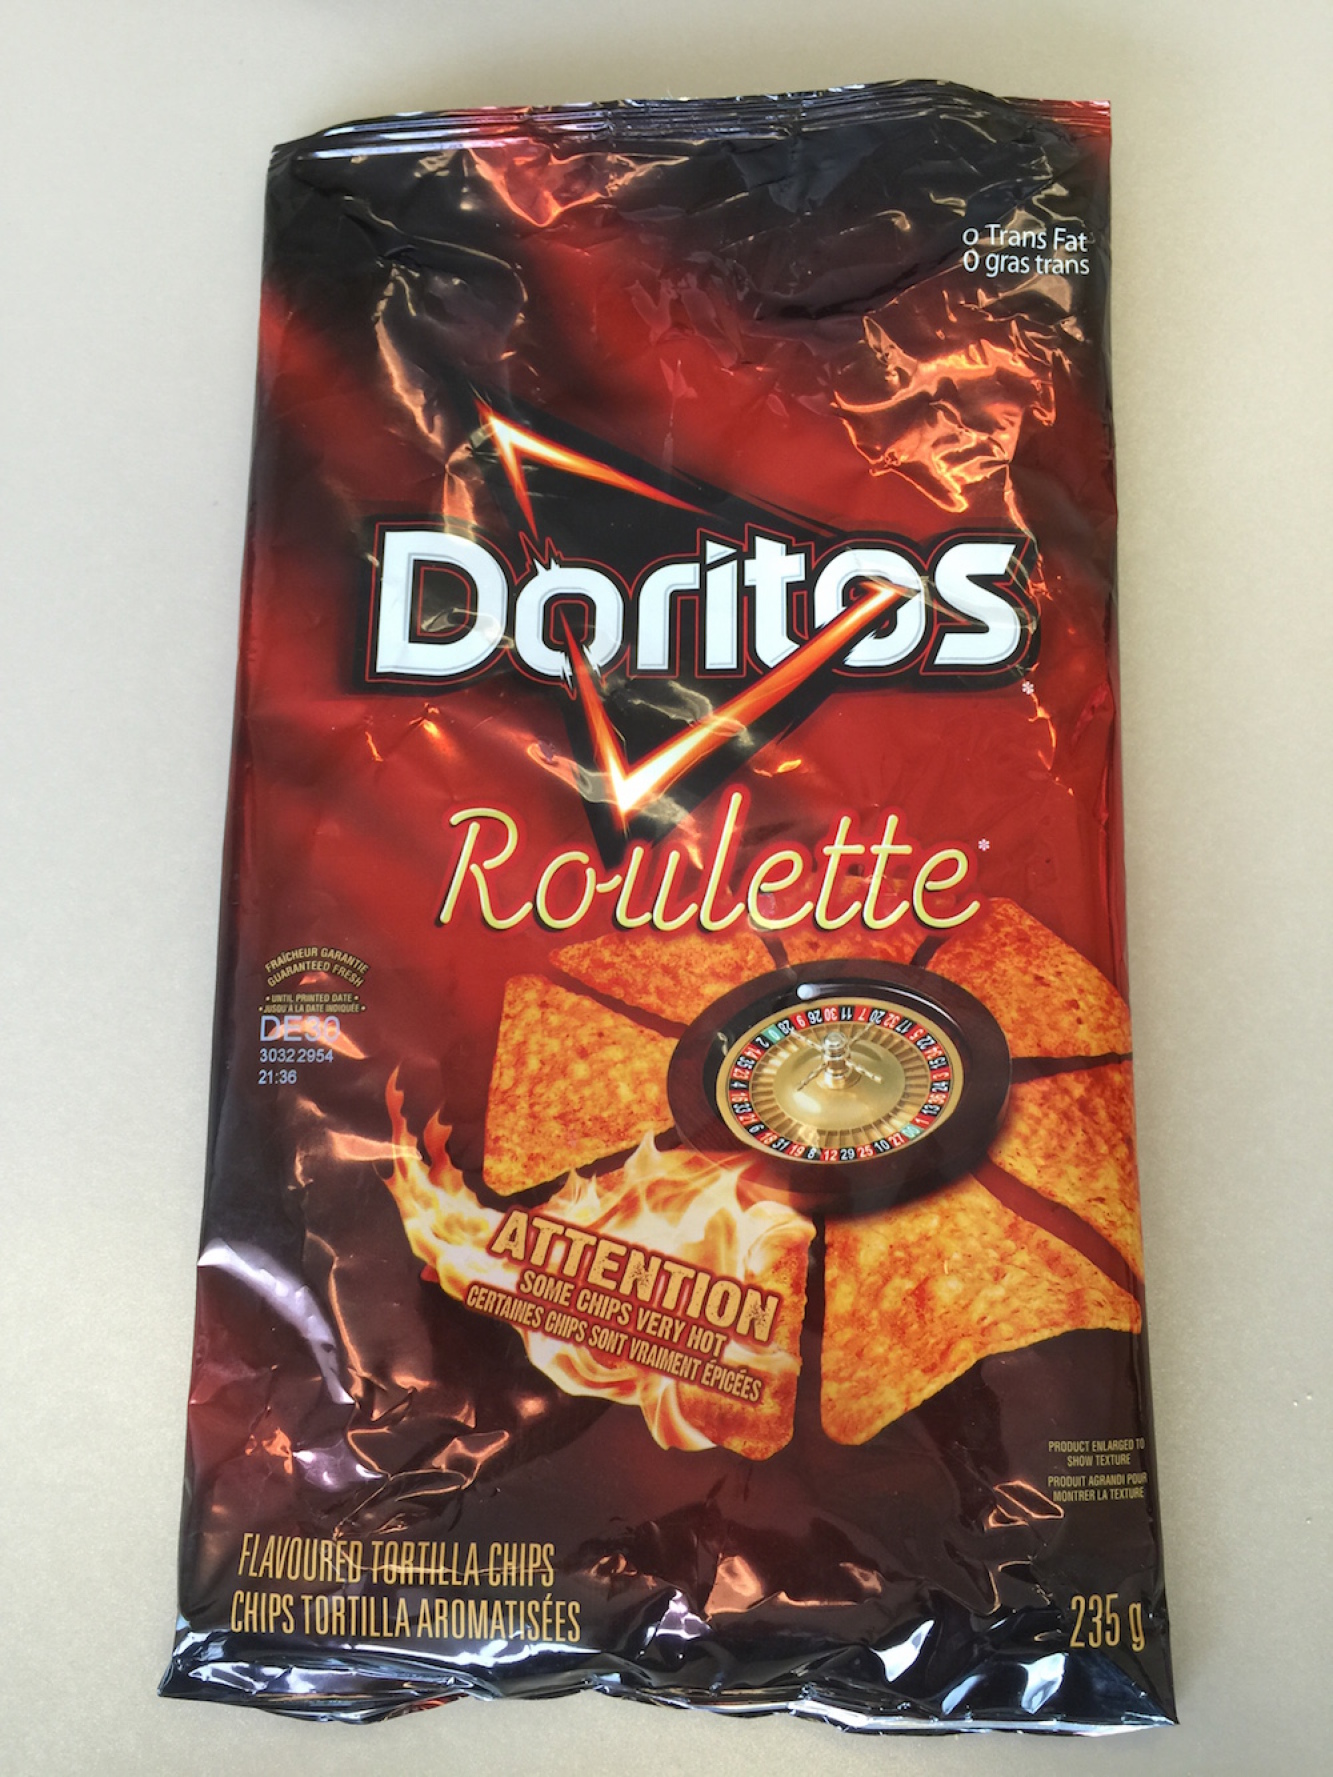 0 Trans Fat
0 gras trans
Doritos
*
Roulette*
FRAÎCHEUR GARANTIE
GUARANTEED FRESH
• UNTIL PRINTED DATE •
• JUSQU'À LA DATE INDIQUÉE •
DE30
30322954
21:36
ATTENTION
SOME CHIPS VERY HOT
CERTAINES CHIPS SONT VRAIMENT ÉPICÉES
PRODUCT ENLARGED TO
SHOW TEXTURE
PRODUIT AGRANDI POUR
MONTRER LA TEXTURE
FLAVOURED TORTILLA CHIPS
CHIPS TORTILLA AROMATISÉES
235 g